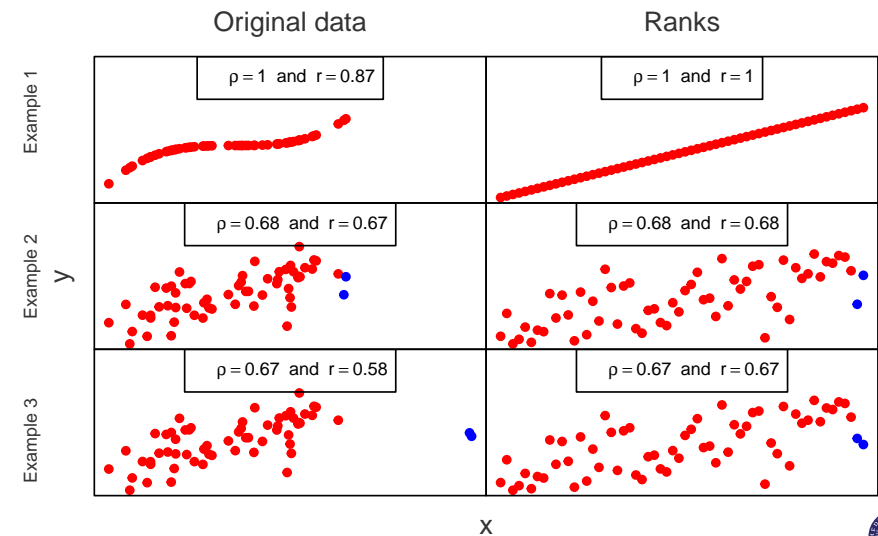 Original data
Ranks
Example 1
ρ = 1 and r = 0.87
ρ = 1 and r = 1
Example 2
ρ = 0.68 and r = 0.67
ρ = 0.68 and r = 0.68
y
Example 3
ρ = 0.67 and r = 0.58
ρ = 0.67 and r = 0.67
x